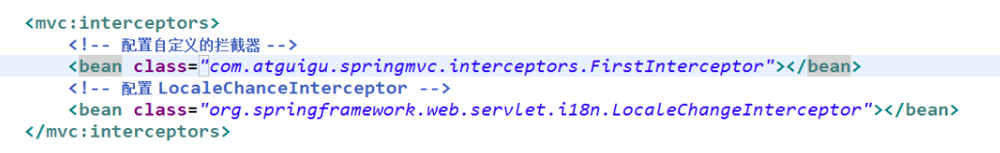 <mvc:interceptors>
<!-- 配置自定义的拦截器 -->
<bean class="com.atguigu.springmvc.interceptors.FirstInterceptor"></bean>
<!-- 配置 LocaleChanceInterceptor -->
<bean class="org.springframework.web.servlet.i18n.LocaleChangeInterceptor"></bean>
</mvc:interceptors>